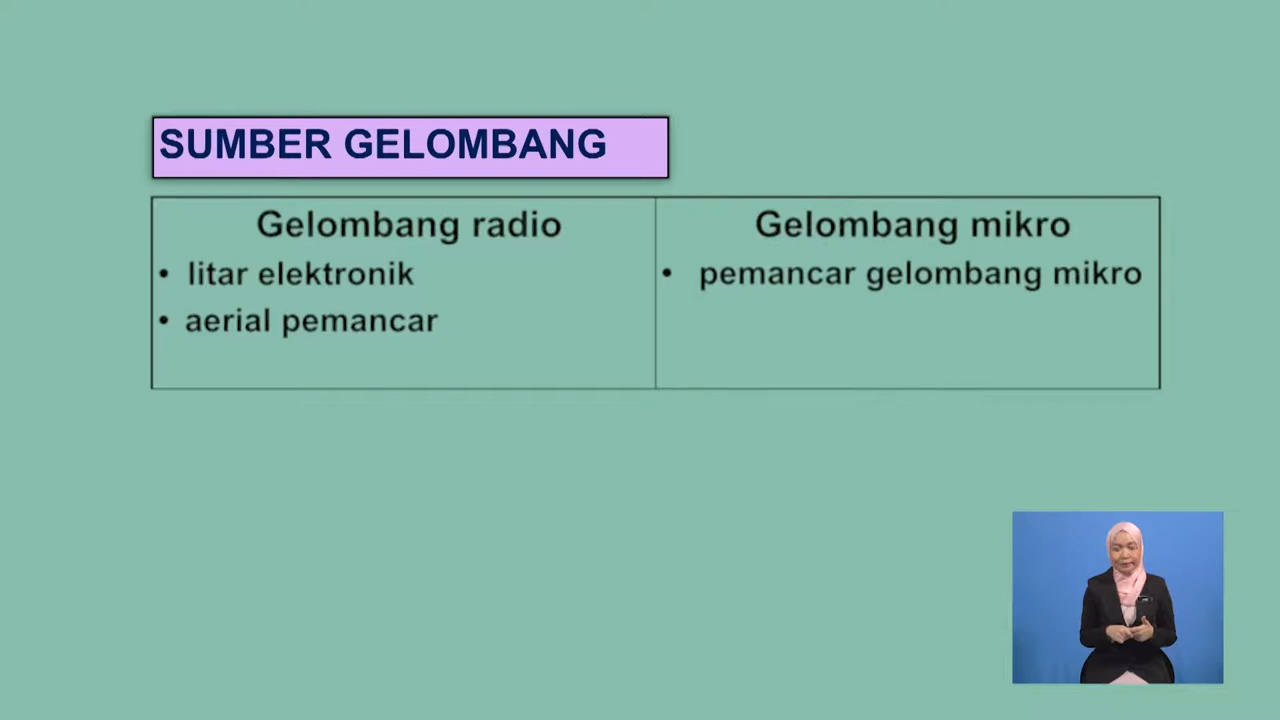 SUMBER GELOMBANG
Gelombang radio
• litar elektronik
• aerial pemancar
Gelombang mikro
• pemancar gelombang mikro